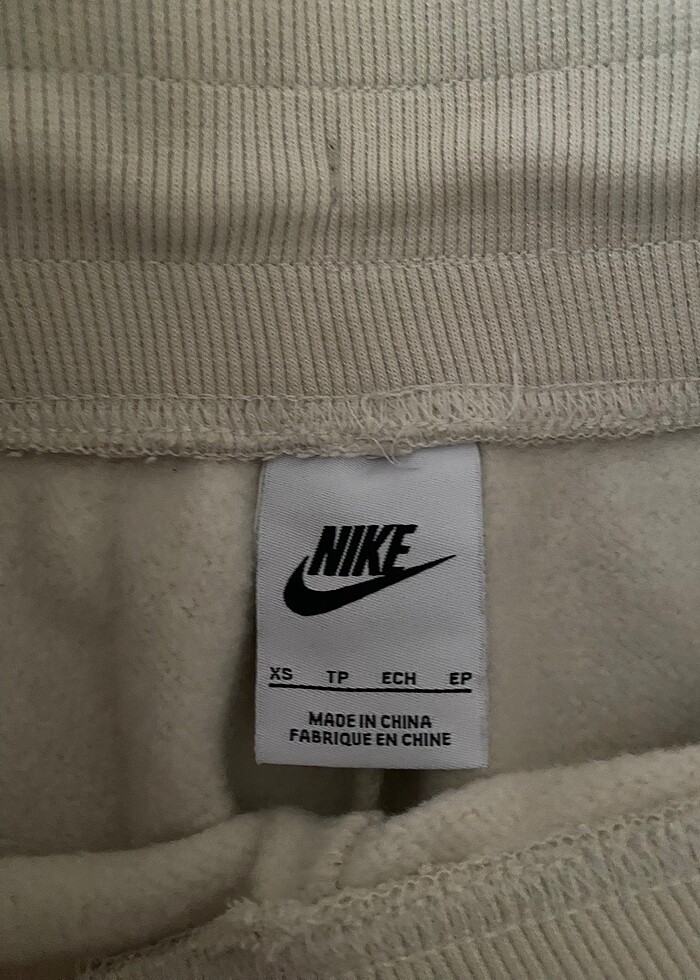 NIKE
XS TP ECH EP
MADE IN CHINA
FABRIQUE EN CHINE